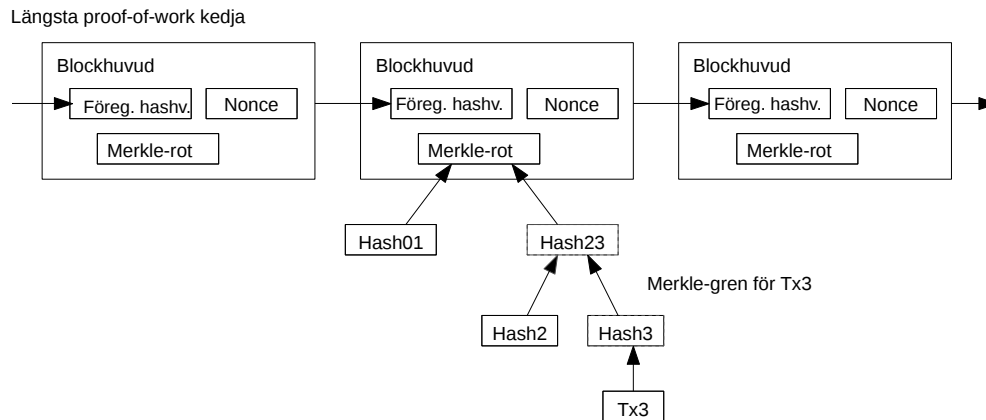 Längsta proof-of-work kedja
Blockhuvud
Föreg. hashv.
Nonce
Merkle-rot
Blockhuvud
Föreg. hashv.
Nonce
Merkle-rot
Blockhuvud
Föreg. hashv.
Nonce
Merkle-rot
Hash01
Hash23
Merkle-gren för Tx3
Hash2
Hash3
Tx3